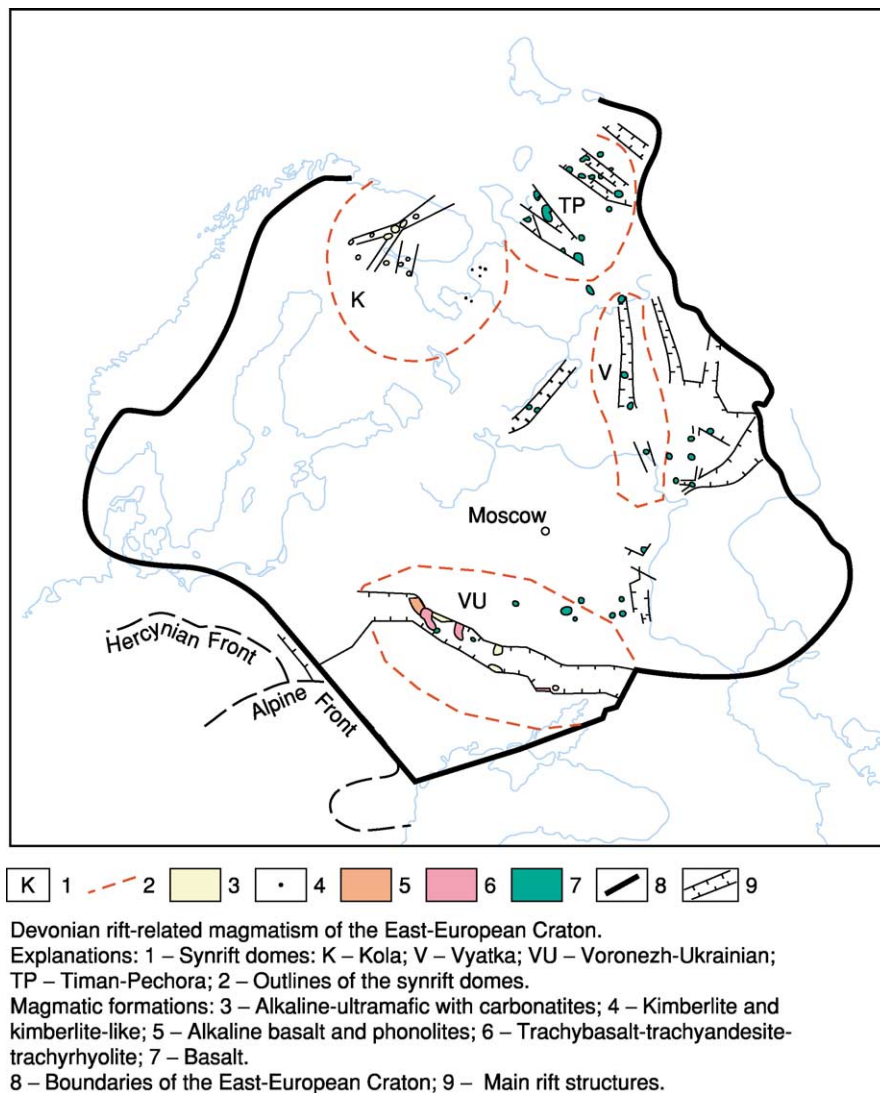 TP
K
V
Moscow
VU
Hercynian Front
Alpine Front
K 1 2 3 4 5 6 7 8 9
Devonian rift-related magmatism of the East-European Craton.
Explanations: 1 – Synrift domes: K – Kola; V – Vyatka; VU – Voronezh-Ukrainian;
TP – Timan-Pechora; 2 – Outlines of the synrift domes.
Magmatic formations: 3 – Alkaline-ultramafic with carbonatites; 4 – Kimberlite and
kimberlite-like; 5 – Alkaline basalt and phonolites; 6 – Trachybasalt-trachyandesite-
trachyrhyolite; 7 – Basalt.
8 – Boundaries of the East-European Craton; 9 – Main rift structures.